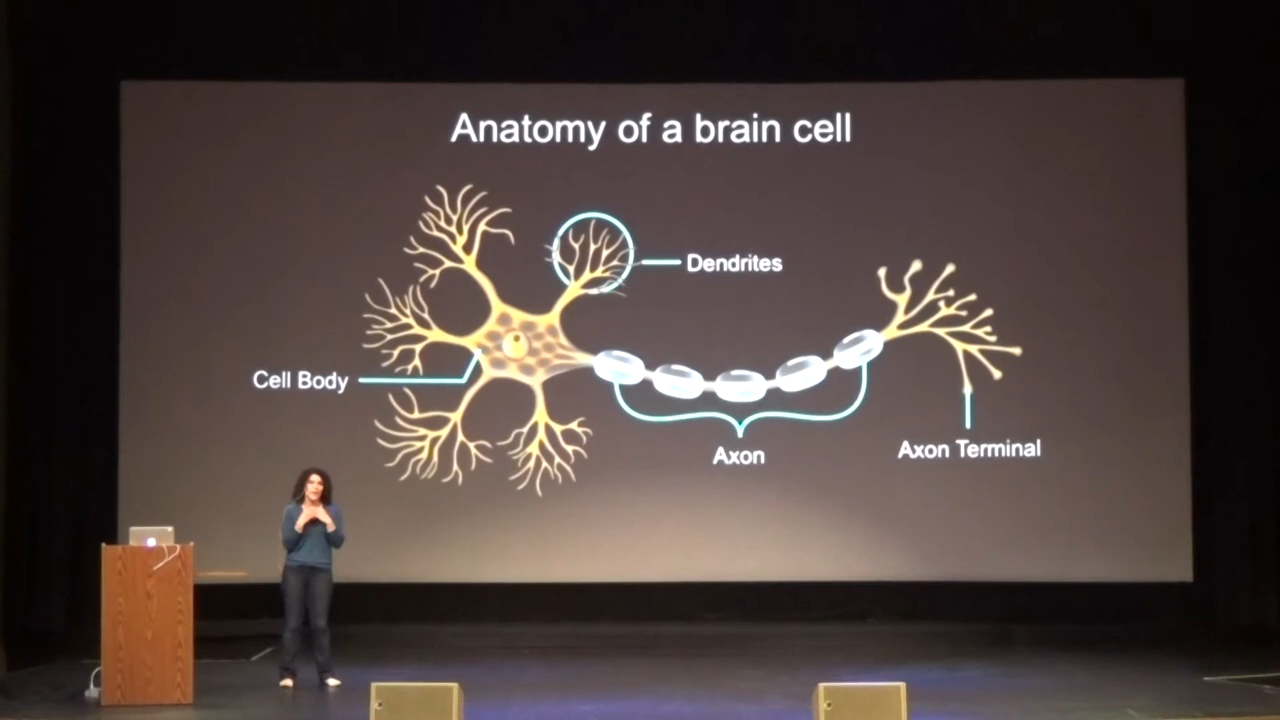 Anatomy of a brain cell
Dendrites
Cell Body
Axon
Axon Terminal